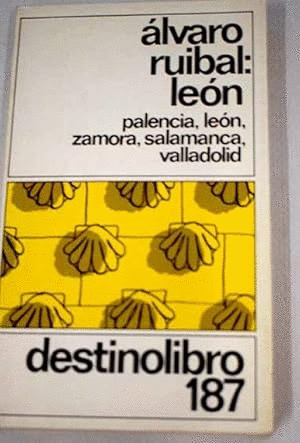 álvaro
ruibal:
león
palencia, león,
zamora, salamanca,
valladolid
destinolibro
187